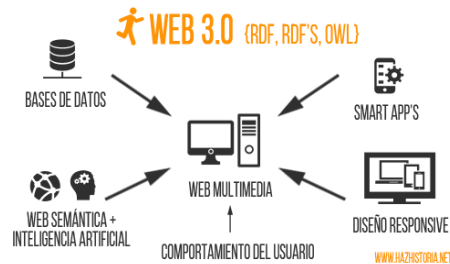 WEB 3.0 {RDF, RDF'S, OWL}
BASES DE DATOS
SMART APP'S
WEB MULTIMEDIA
WEB SEMÁNTICA +
INTELIGENCIA ARTIFICIAL
DISEÑO RESPONSIVE
COMPORTAMIENTO DEL USUARIO
WWW.HAZHISTORIA.NET